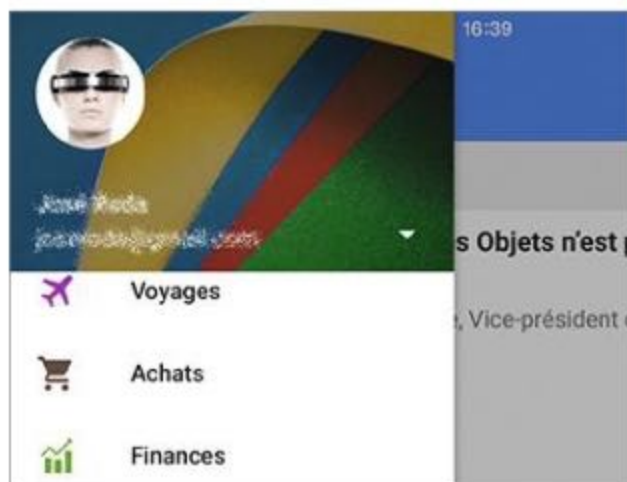 16:39
s Objets n'est p
Voyages
, Vice-président
Achats
Finances